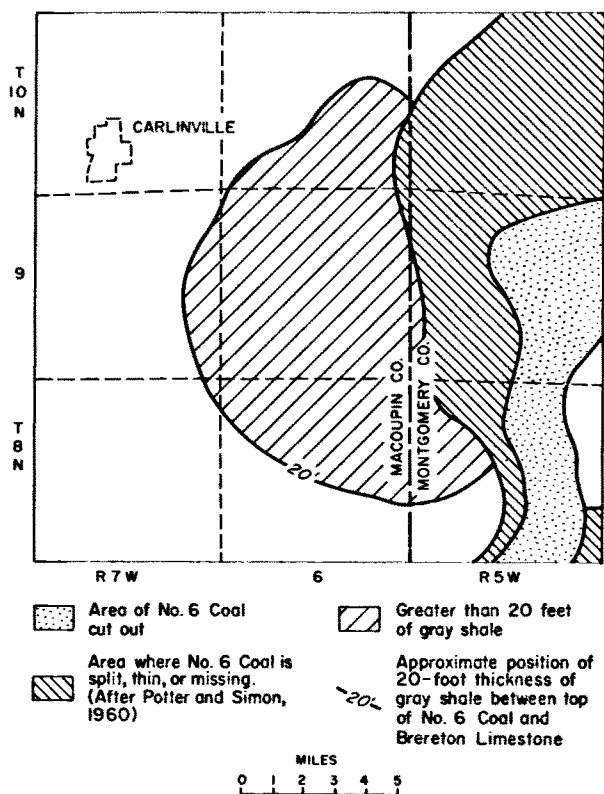 T
10
N
CARLINVILLE
9
MACOUPIN CO.
MONTGOMERY CO.
T
8
N
20'
R 7 W
6
R 5 W
Area of No. 6 Coal
cut out
Area where No. 6 Coal is
split, thin, or missing.
(After Potter and Simon,
1960)
Greater than 20 feet
of gray shale
20'
Approximate position of
20-foot thickness of
gray shale between top
of No. 6 Coal and
Brereton Limestone
MILES
0 1 2 3 4 5